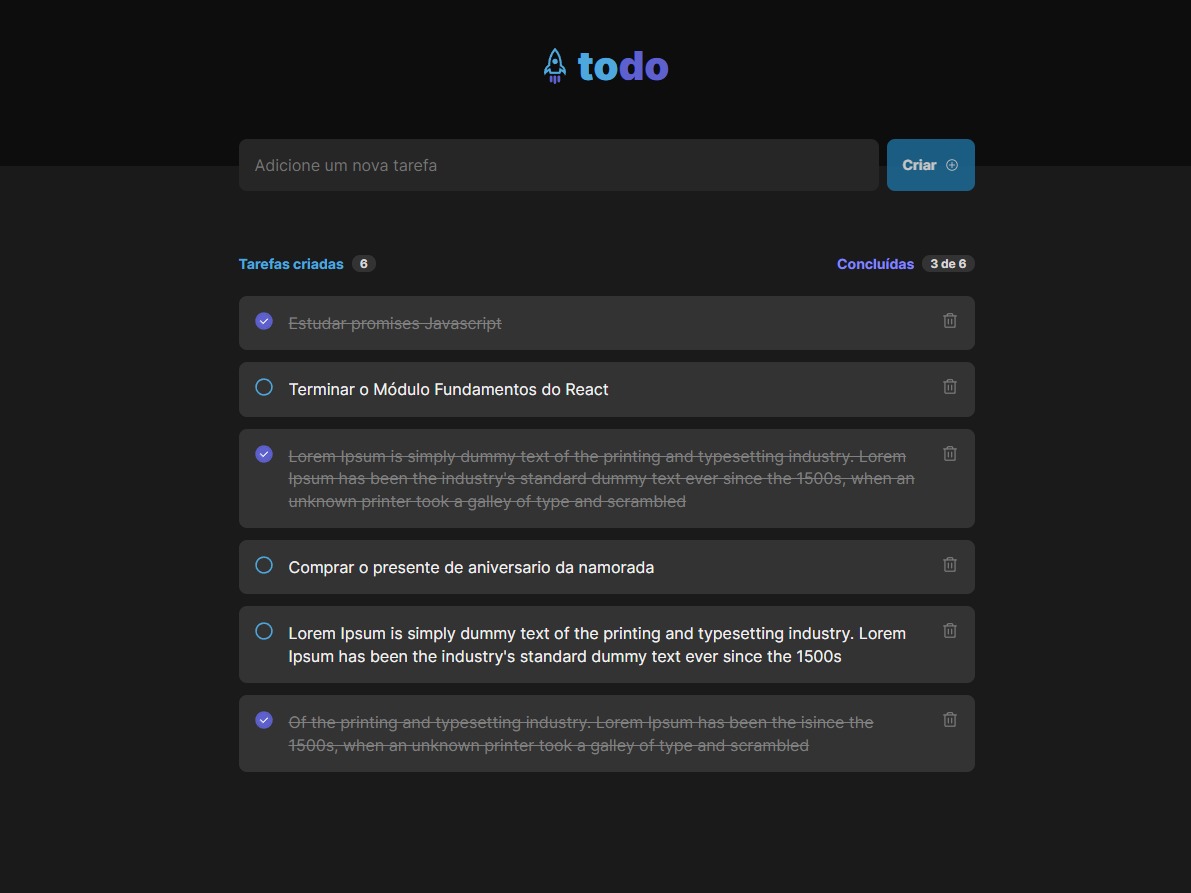 todo
Adicione um nova tarefa
Criar
Tarefas criadas 6
Concluídas 3 de 6
Estudar promises Javascript
Terminar o Módulo Fundamentos do React
Lorem Ipsum is simply dummy text of the printing and typesetting industry. Lorem
Ipsum has been the industry's standard dummy text ever since the 1500s, when an
unknown printer took a galley of type and scrambled
Comprar o presente de aniversario da namorada
Lorem Ipsum is simply dummy text of the printing and typesetting industry. Lorem
Ipsum has been the industry's standard dummy text ever since the 1500s
Of the printing and typesetting industry. Lorem Ipsum has been the isince the
1500s, when an unknown printer took a galley of type and scrambled